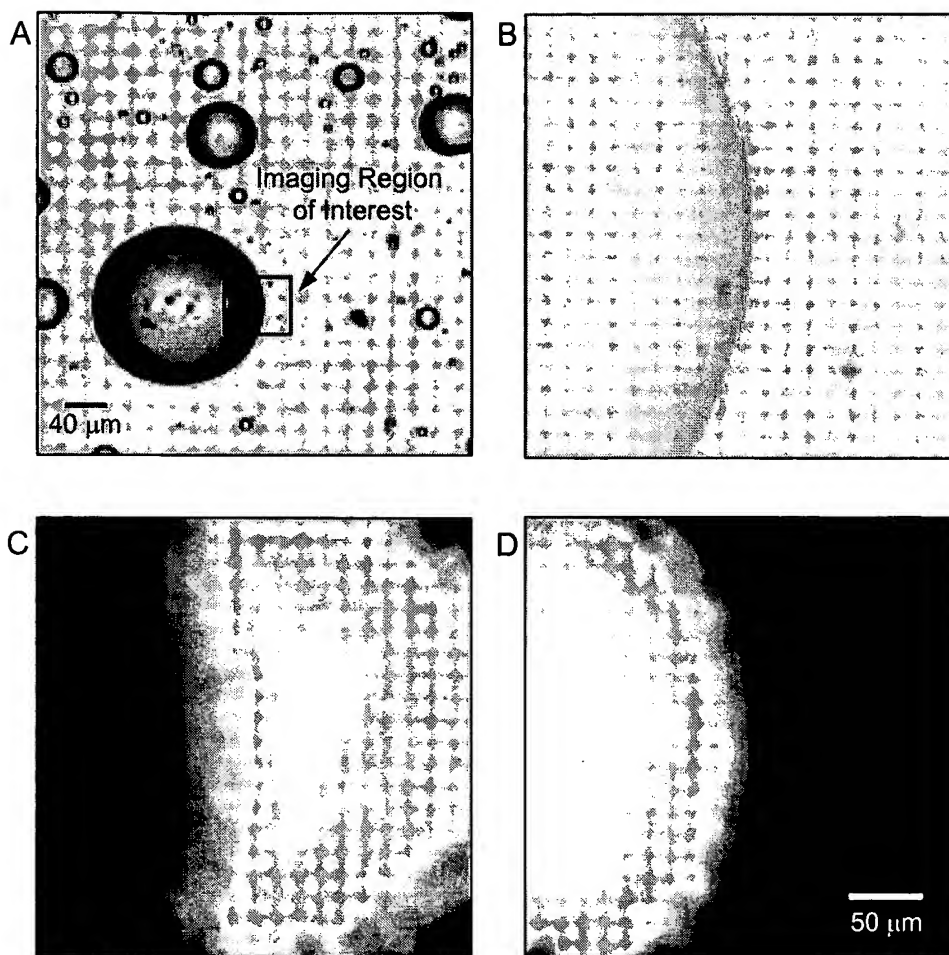 A
B
Imaging Region
of Interest
40 μm
C
D
50 μm